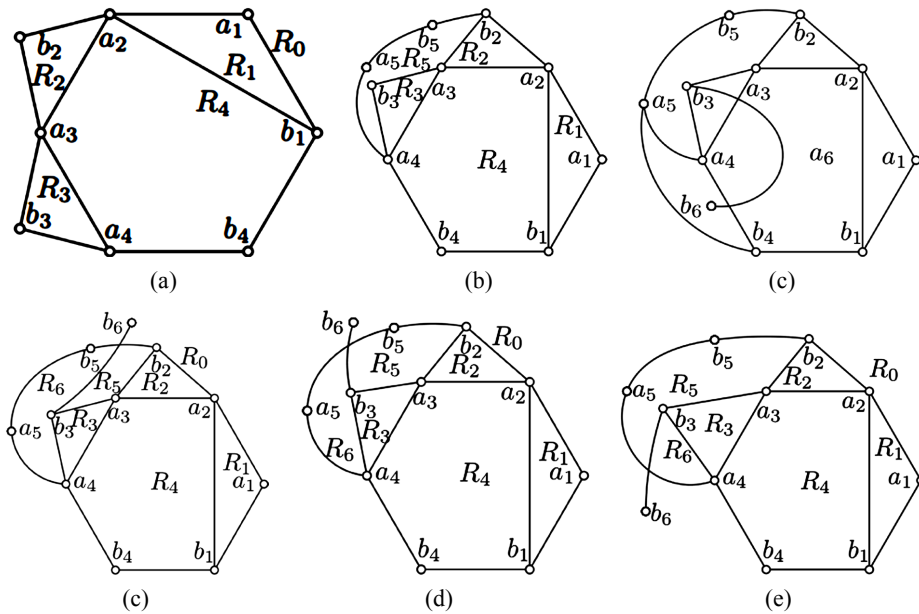 a₂ a₁ R₀
b₂
R₂ R₁
R₄
a₃ b₁
R₃
b₃ a₄ b₄
(a)
b₅ b₂
a₅ R₅ R₂
b₃ R₃ a₃ a₂
R₁
a₄ R₄ a₁
b₄ b₁
(b)
b₅ b₂
a₃ a₂
a₅ b₃
a₄ a₆ a₁
b₆
b₄ b₁
(c)
b₆
b₅ b₂ R₀
R₆ R₅ R₂
a₃ a₂
a₅ b₃ R₃
R₁
a₄ R₄ a₁
b₄ b₁
(c)
b₆
b₅ b₂ R₀
R₅ R₂
a₃ a₂
a₅ b₃
R₃
R₆ R₁
a₄ R₄ a₁
b₄ b₁
(d)
b₅ b₂
R₂ R₀
a₅ R₅ a₃ a₂
b₃ R₃
R₆ R₁
a₄ R₄ a₁
b₆
b₄ b₁
(e)